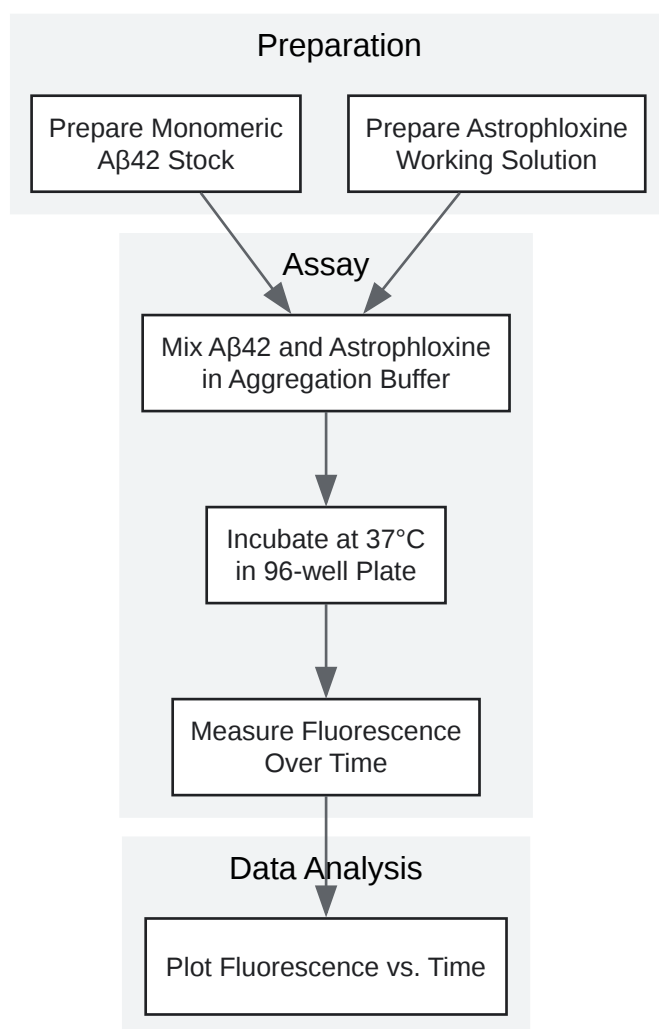 Preparation
Prepare Monomeric
Aβ42 Stock
Prepare Astrophloxine
Working Solution
Assay
Mix Aβ42 and Astrophloxine
in Aggregation Buffer
Incubate at 37°C
in 96-well Plate
Measure Fluorescence
Over Time
Data Analysis
Plot Fluorescence vs. Time